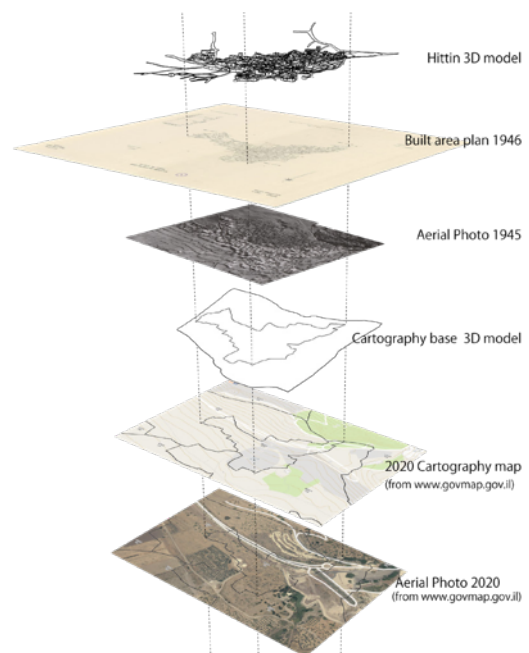 Hittin 3D model
Built area plan 1946
Aerial Photo 1945
Cartography base 3D model
2020 Cartography map
(from www.govmap.gov.il)
Aerial Photo 2020
(from www.govmap.gov.il)